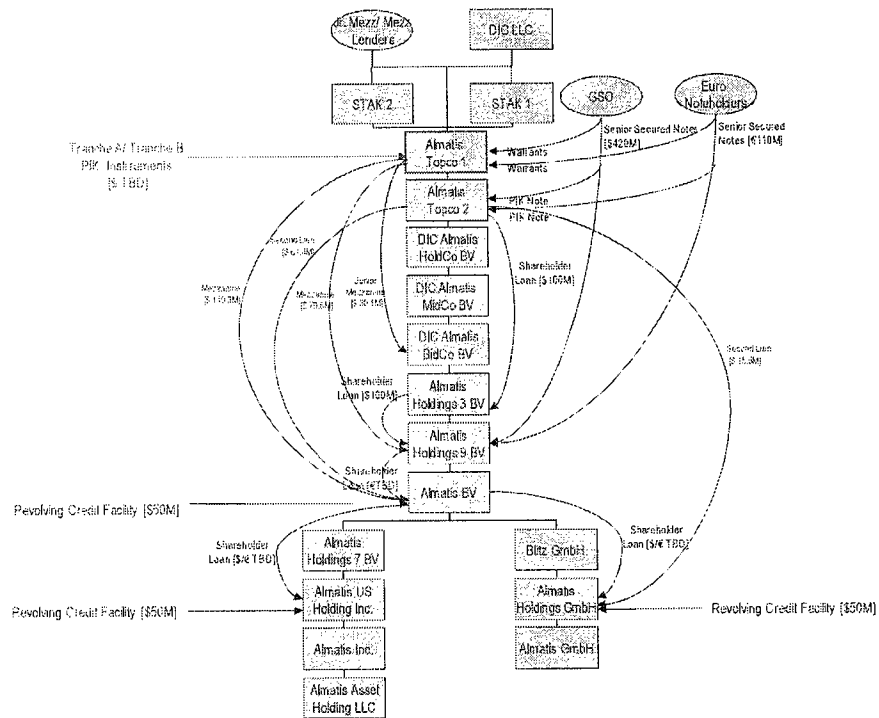 Jr. Mezz/ Mezz
Lenders
DIC LLC
STAK 2
STAK 1
GSO
Euro
Noteholders
Senior Secured Notes
[$420M]
Senior Secured
Notes [€110M]
Almatis
Topco 1
Warrants
Warrants
Tranche A/ Tranche B
PIK Instruments
[$ TBD]
Almatis
Topco 2
PIK Note
PIK Note
Second Loan
DIC Almatis
HoldCo BV
Shareholder
Loan [$100M]
Mezzanine
Mezzanine
Junior
Mezzanine
DIC Almatis
MidCo BV
DIC Almatis
BidCo BV
Second Loan
Shareholder
Loan [$100M]
Almatis
Holdings 3 BV
Almatis
Holdings 9 BV
Shareholder
Loan [€TBD]
Almatis BV
Revolving Credit Facility [$50M]
Shareholder
Loan [$/€ TBD]
Almatis
Holdings 7 BV
Blitz GmbH
Shareholder
Loan [$/€ TBD]
Revolving Credit Facility [$50M]
Almatis US
Holding Inc.
Almatis
Holdings GmbH
Revolving Credit Facility [$50M]
Almatis Inc.
Almatis GmbH
Almatis Asset
Holding LLC